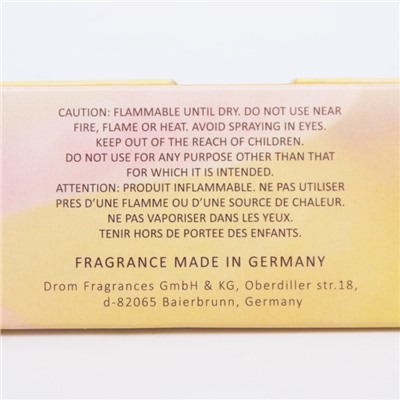 CAUTION: FLAMMABLE UNTIL DRY. DO NOT USE NEAR
FIRE, FLAME OR HEAT. AVOID SPRAYING IN EYES.
KEEP OUT OF THE REACH OF CHILDREN.
DO NOT USE FOR ANY PURPOSE OTHER THAN THAT
FOR WHICH IT IS INTENDED.
ATTENTION: PRODUIT INFLAMMABLE. NE PAS UTILISER
PRES D'UNE FLAMME OU D'UNE SOURCE DE CHALEUR.
NE PAS VAPORISER DANS LES YEUX.
TENIR HORS DE PORTEE DES ENFANTS.
FRAGRANCE MADE IN GERMANY
Drom Fragrances GmbH & KG, Oberdiller str.18,
d-82065 Baierbrunn, Germany